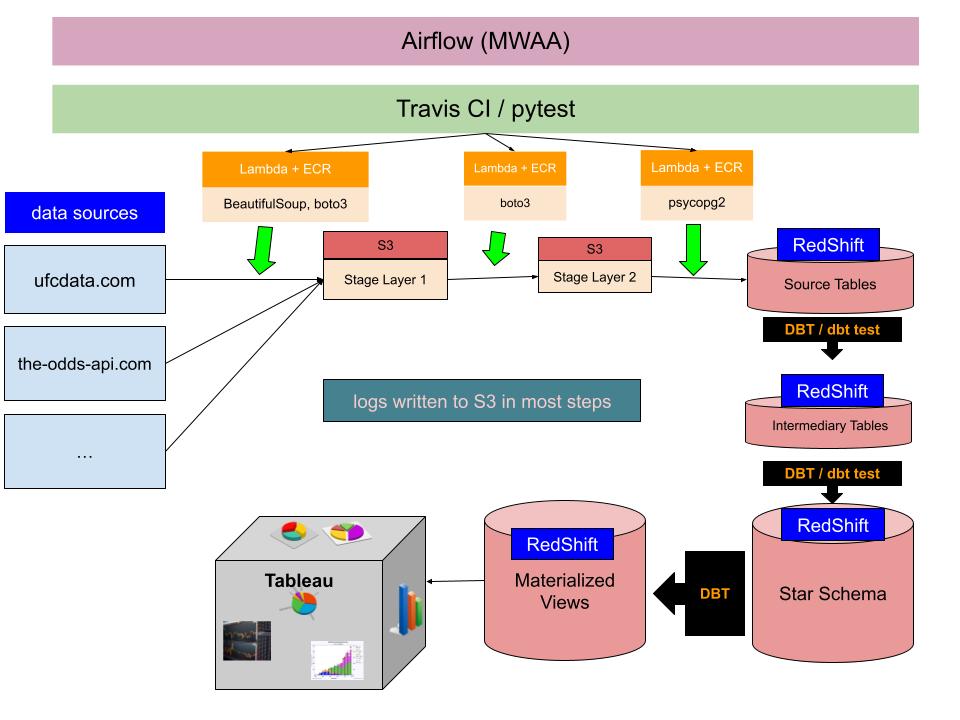 Airflow (MWAA)
Travis CI / pytest
Lambda + ECR
BeautifulSoup, boto3
Lambda + ECR
boto3
Lambda + ECR
psycopg2
data sources
ufcdata.com
the-odds-api.com
…
S3
Stage Layer 1
S3
Stage Layer 2
RedShift
Source Tables
DBT / dbt test
logs written to S3 in most steps
RedShift
Intermediary Tables
DBT / dbt test
RedShift
Star Schema
DBT
RedShift
Materialized
Views
Tableau